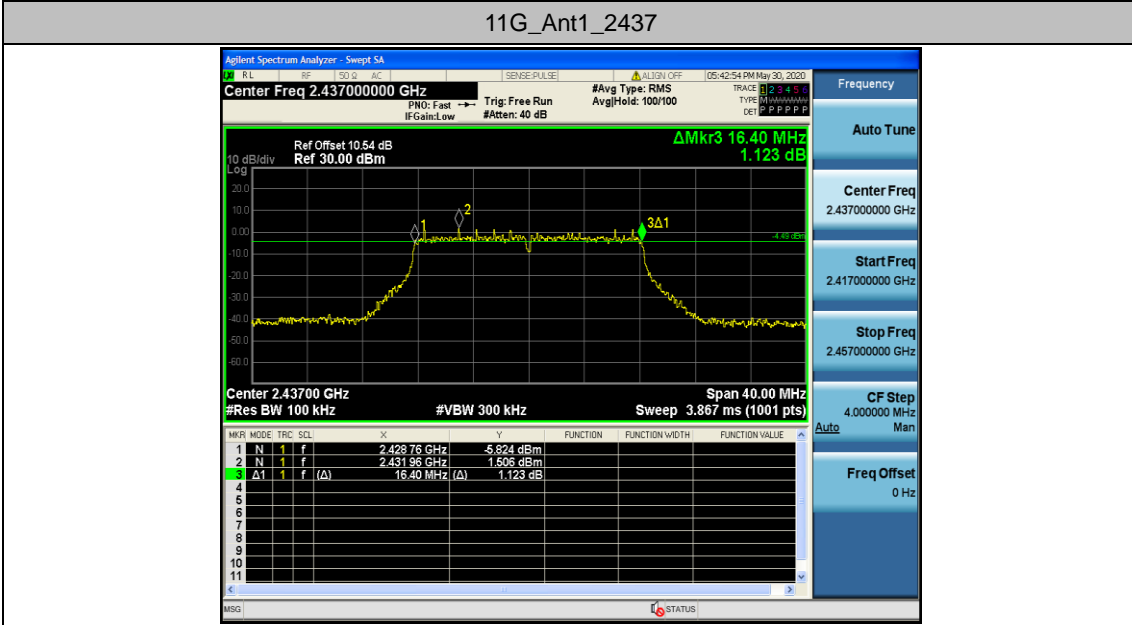 11G_Ant1_2437
Agilent Spectrum Analyzer - Swept SA
RL RF 50 Ω AC SENSE:PULSE ALIGN OFF 05:42:54 PM May 30, 2020
Center Freq 2.437000000 GHz #Avg Type: RMS TRACE 1 2 3 4 5 6
PNO: Fast Trig: Free Run Avg|Hold: 100/100 TYPE M
IFGain:Low #Atten: 40 dB DET P P P P P P
Frequency
Auto Tune
ΔMkr3 16.40 MHz
1.123 dB
Ref Offset 10.54 dB
10 dB/div Ref 30.00 dBm
Log
20.0
10.0
0.00
-10.0
-20.0
-30.0
-40.0
-50.0
-60.0
1
2
3Δ1
-4.49 dBm
Center 2.43700 GHz Span 40.00 MHz
#Res BW 100 kHz #VBW 300 kHz Sweep 3.867 ms (1001 pts)
Center Freq
2.437000000 GHz
Start Freq
2.417000000 GHz
Stop Freq
2.457000000 GHz
CF Step
4.000000 MHz
Auto Man
Freq Offset
0 Hz
MKR MODE TRC SCL X Y FUNCTION FUNCTION WIDTH FUNCTION VALUE
1 N 1 f 2.428 76 GHz -5.824 dBm
2 N 1 f 2.431 96 GHz 1.506 dBm
3 Δ1 1 f (Δ) 16.40 MHz (Δ) 1.123 dB
4
5
6
7
8
9
10
11
MSG STATUS